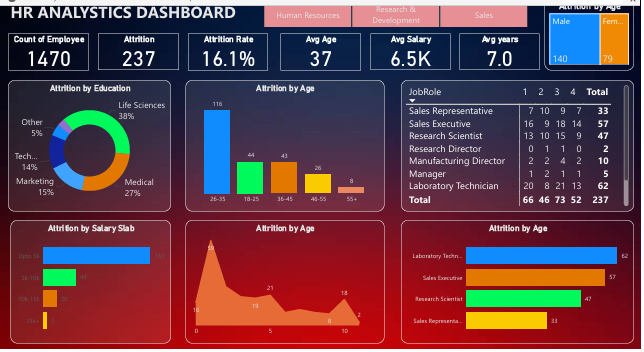 HR ANALYSTICS DASHBOARD
Human Resources
Research & Development
Sales
Attrition by Age
Male
Fem...
140
79
Count of Employee
1470
Attrition
237
Attrition Rate
16.1%
Avg Age
37
Avg Salary
6.5K
Avg years
7.0
Attrition by Education
Life Sciences
38%
Other
5%
Tech...
14%
Marketing
15%
Medical
27%
Attrition by Age
116
44
43
26
8
26-35
18-25
36-45
46-55
55+
JobRole 1 2 3 4 Total
Sales Representative 7 10 9 7 33
Sales Executive 16 9 18 14 57
Research Scientist 13 10 15 9 47
Research Director 0 1 1 0 2
Manufacturing Director 2 2 4 2 10
Manager 1 2 1 1 5
Laboratory Technician 20 8 21 13 62
Total 66 46 73 52 237
Attrition by Salary Slab
Upto 5k
5k-10k
10k-15k
15k+
Attrition by Age
59
16
19
21
8
18
2
0
5
10
Attrition by Age
Laboratory Techn...
62
Sales Executive
57
Research Scientist
47
Sales Representa...
33